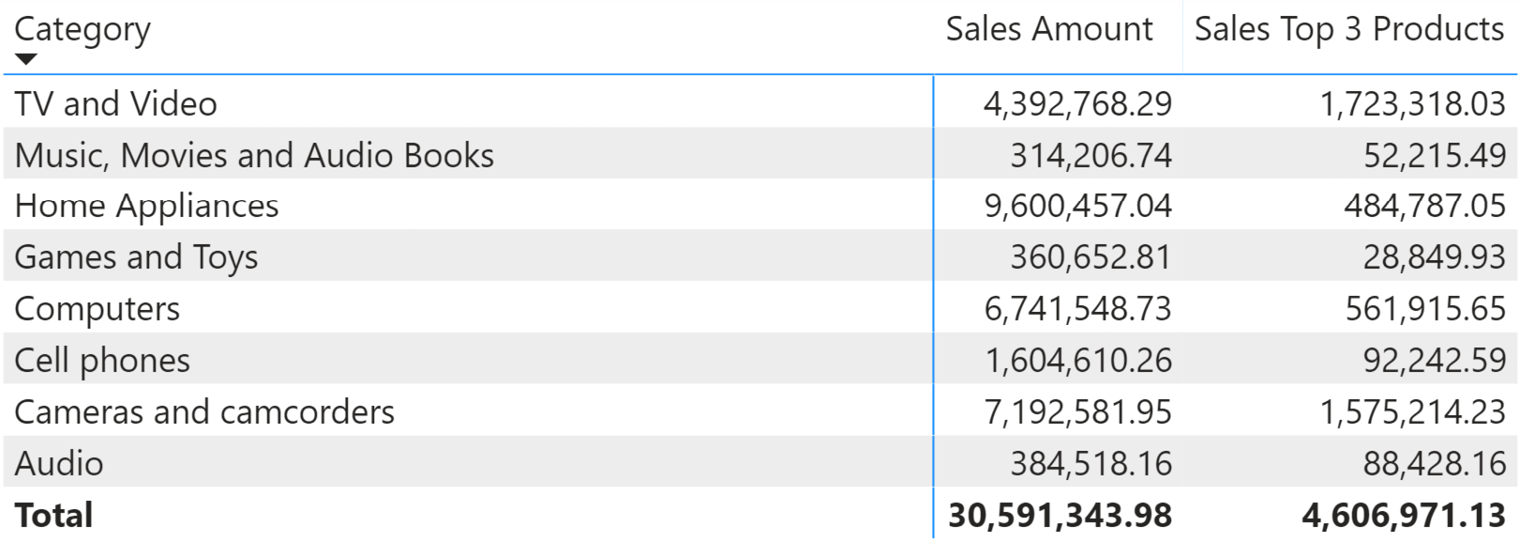 Category Sales Amount Sales Top 3 Products
TV and Video 4,392,768.29 1,723,318.03
Music, Movies and Audio Books 314,206.74 52,215.49
Home Appliances 9,600,457.04 484,787.05
Games and Toys 360,652.81 28,849.93
Computers 6,741,548.73 561,915.65
Cell phones 1,604,610.26 92,242.59
Cameras and camcorders 7,192,581.95 1,575,214.23
Audio 384,518.16 88,428.16
Total 30,591,343.98 4,606,971.13